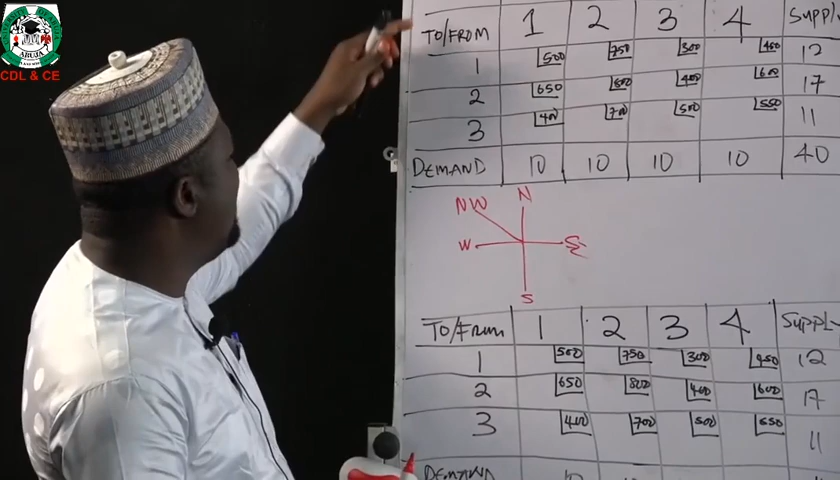 ABUJA
CDL & CE
TO/FROM 1 2 3 4 SUPPL
1 500 750 300 450 12
2 650 800 400 600 17
3 400 700 500 550 11
DEMAND 10 10 10 10 40
NW N
W
S
TO/FROM 1 2 3 4 SUPPLY
1 500 750 300 450 12
2 650 800 400 600 17
3 400 700 500 550 11
DEMAND